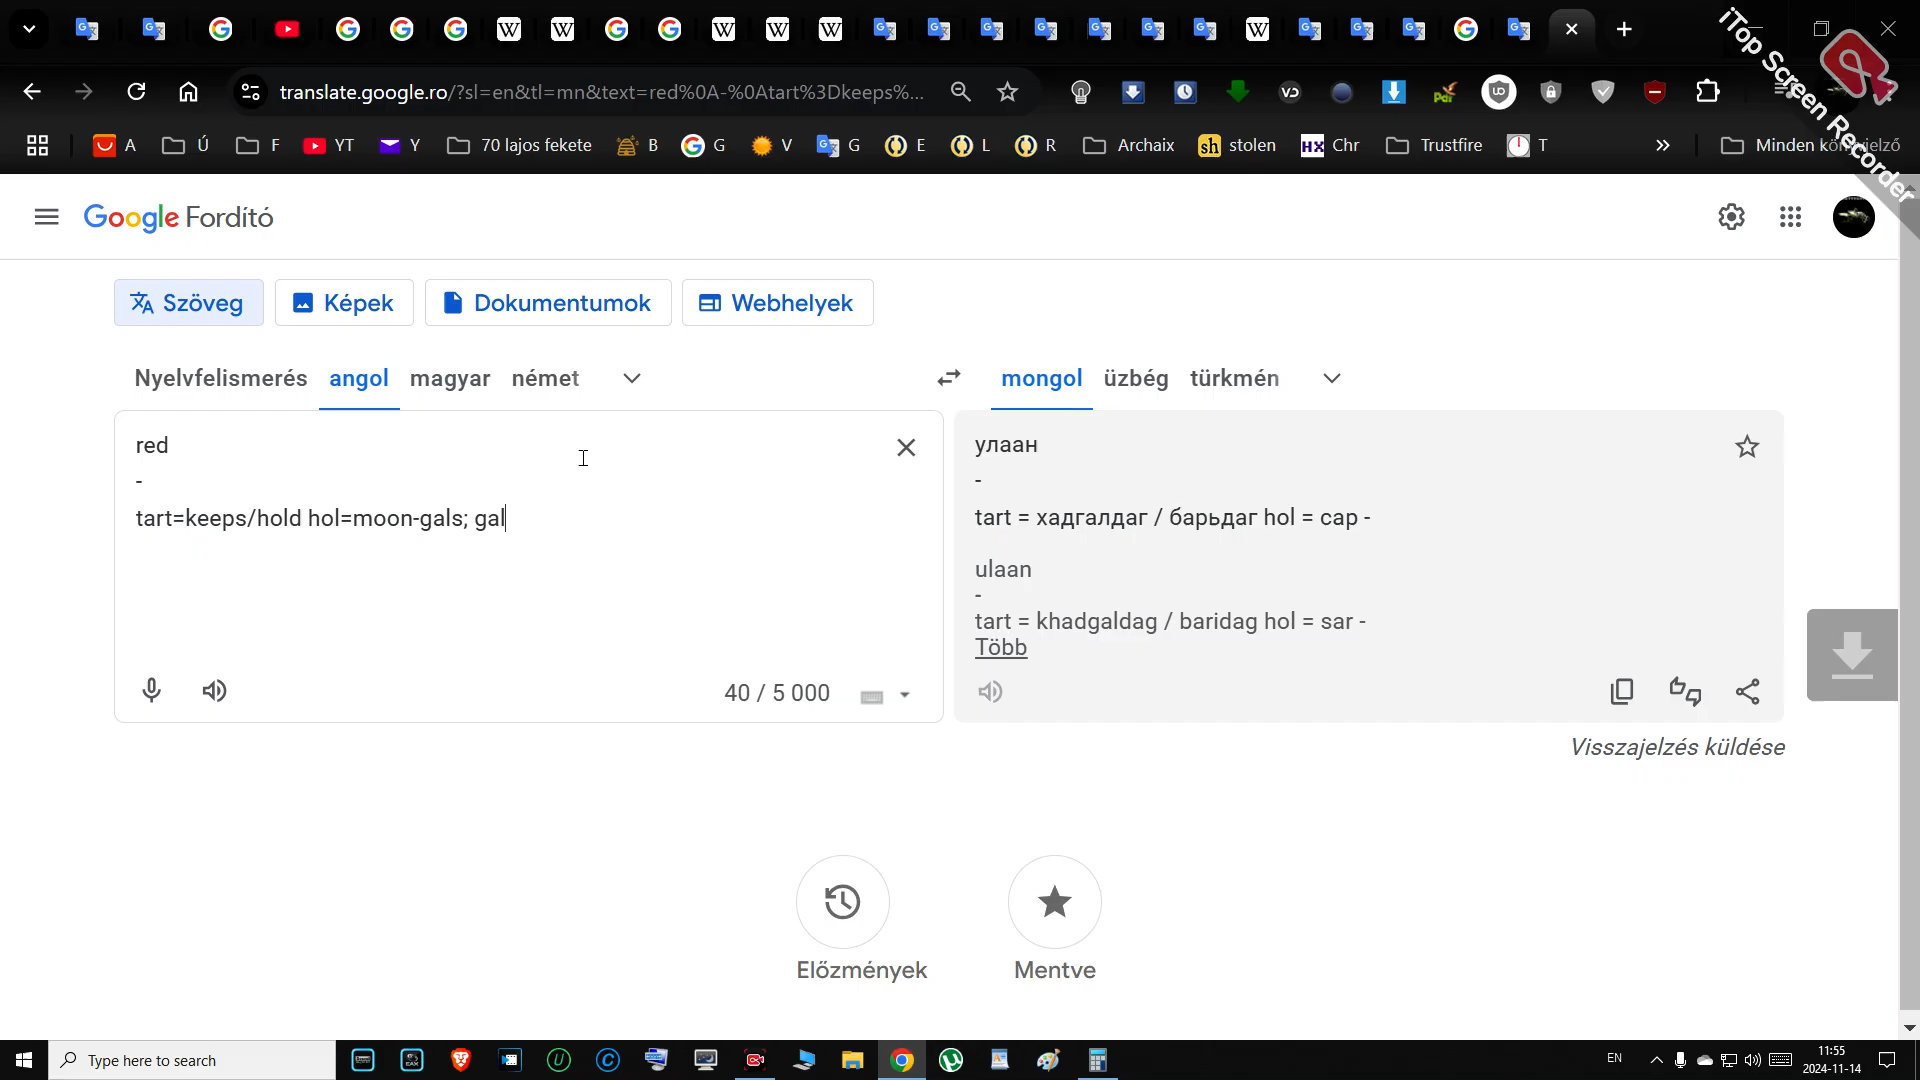 translate.google.ro/?sl=en&tl=mn&text=red%0A-%0Atart%3Dkeeps%...
iTop Screen Recorder
A
Ú
F
YT
Y
70 lajos fekete
B
G
V
G
E
L
R
Archaix
stolen
Chr
Trustfire
T
Google Fordító
Szöveg
Képek
Dokumentumok
Webhelyek
Nyelvfelismerés angol magyar német
mongol üzbég türkmén
red
-
tart=keeps/hold hol=moon-gals; gal
40 / 5 000
улаан
-
tart = хадгалдаг / барьдаг hol = сар -
ulaan
-
tart = khadgaldag / baridag hol = sar -
Több
Visszajelzés küldése
Előzmények
Mentve
Type here to search
EN
11:55
2024-11-14